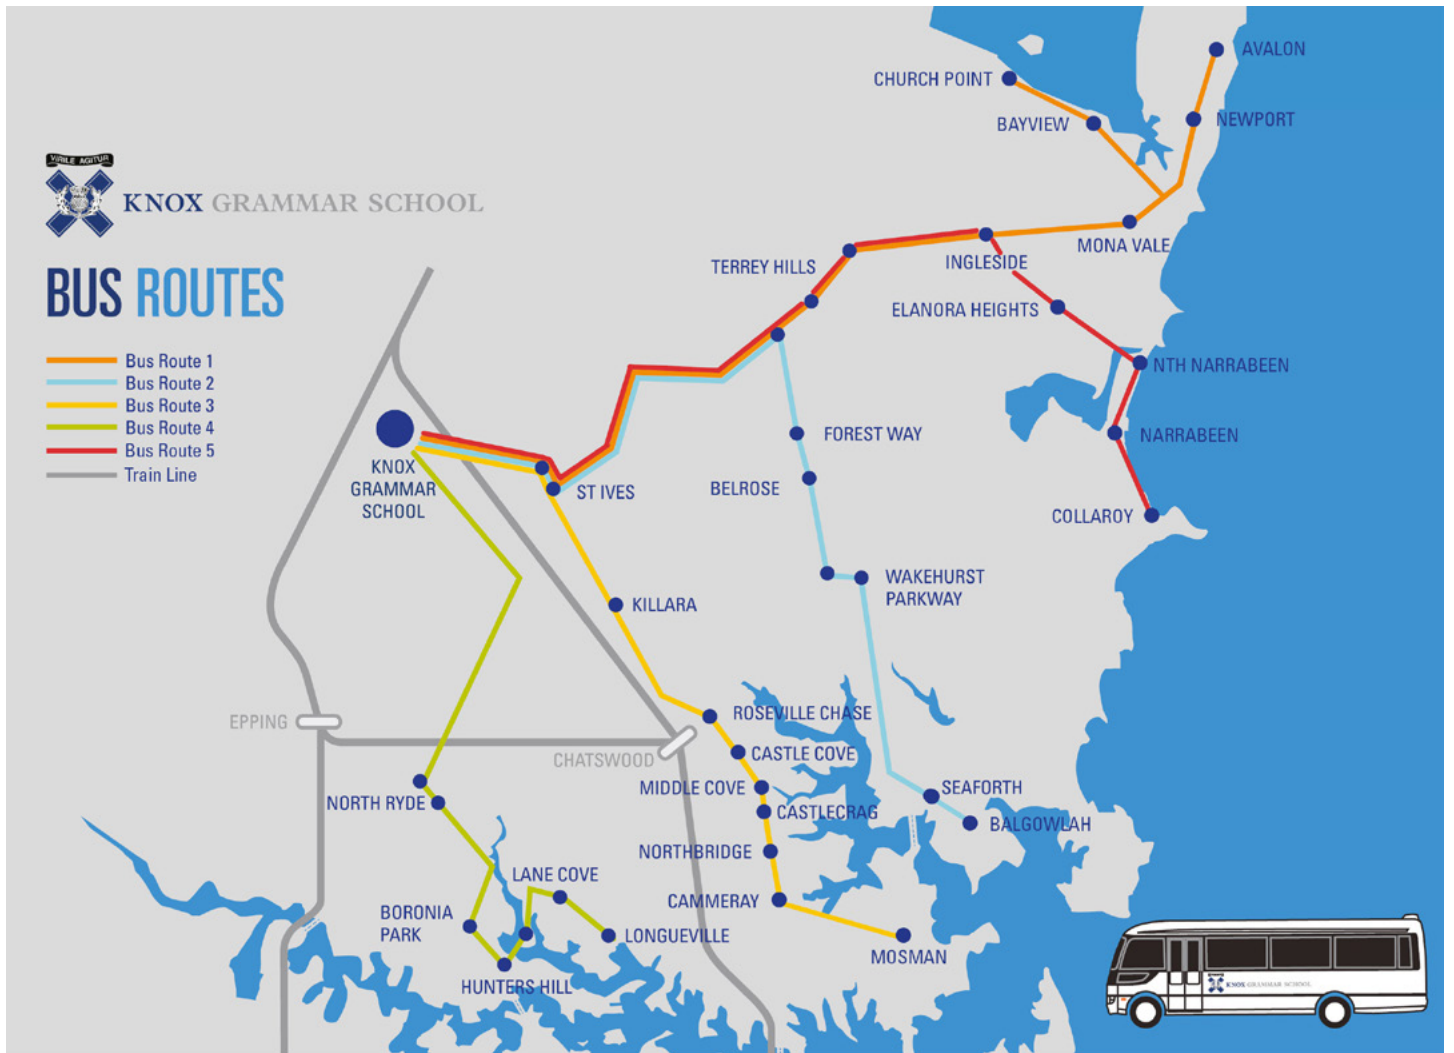 VIRILE AGITUR
KNOX GRAMMAR SCHOOL
BUS ROUTES
Bus Route 1
Bus Route 2
Bus Route 3
Bus Route 4
Bus Route 5
Train Line
AVALON
CHURCH POINT
BAYVIEW
NEWPORT
MONA VALE
INGLESIDE
TERREY HILLS
ELANORA HEIGHTS
NTH NARRABEEN
NARRABEEN
COLLAROY
FOREST WAY
BELROSE
WAKEHURST
PARKWAY
KNOX
GRAMMAR
SCHOOL
ST IVES
KILLARA
ROSEVILLE CHASE
EPPING
CHATSWOOD
CASTLE COVE
MIDDLE COVE
CASTLECRAG
SEAFORTH
BALGOWLAH
NORTH RYDE
NORTHBRIDGE
LANE COVE
CAMMERAY
BORONIA
PARK
LONGUEVILLE
MOSMAN
HUNTERS HILL
KNOX GRAMMAR SCHOOL